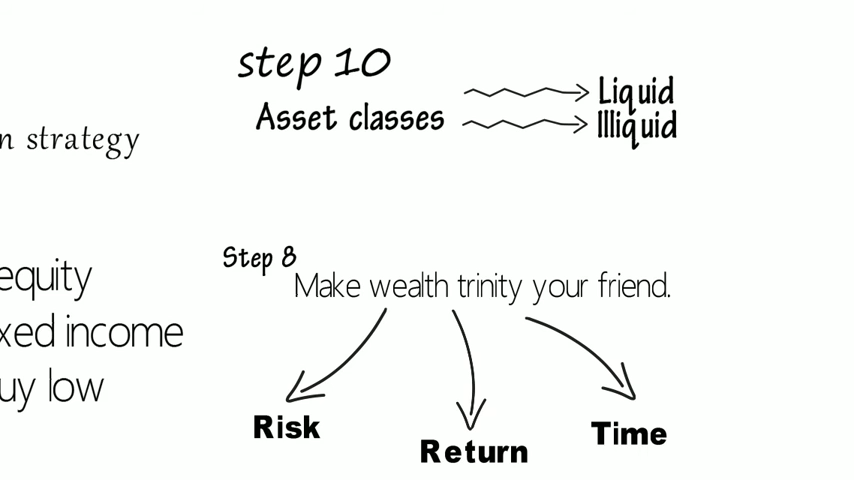 step 10
Asset classes
Liquid
Illiquid
n strategy
Step 8
Make wealth trinity your friend.
equity
xed income
uy low
Risk
Return
Time